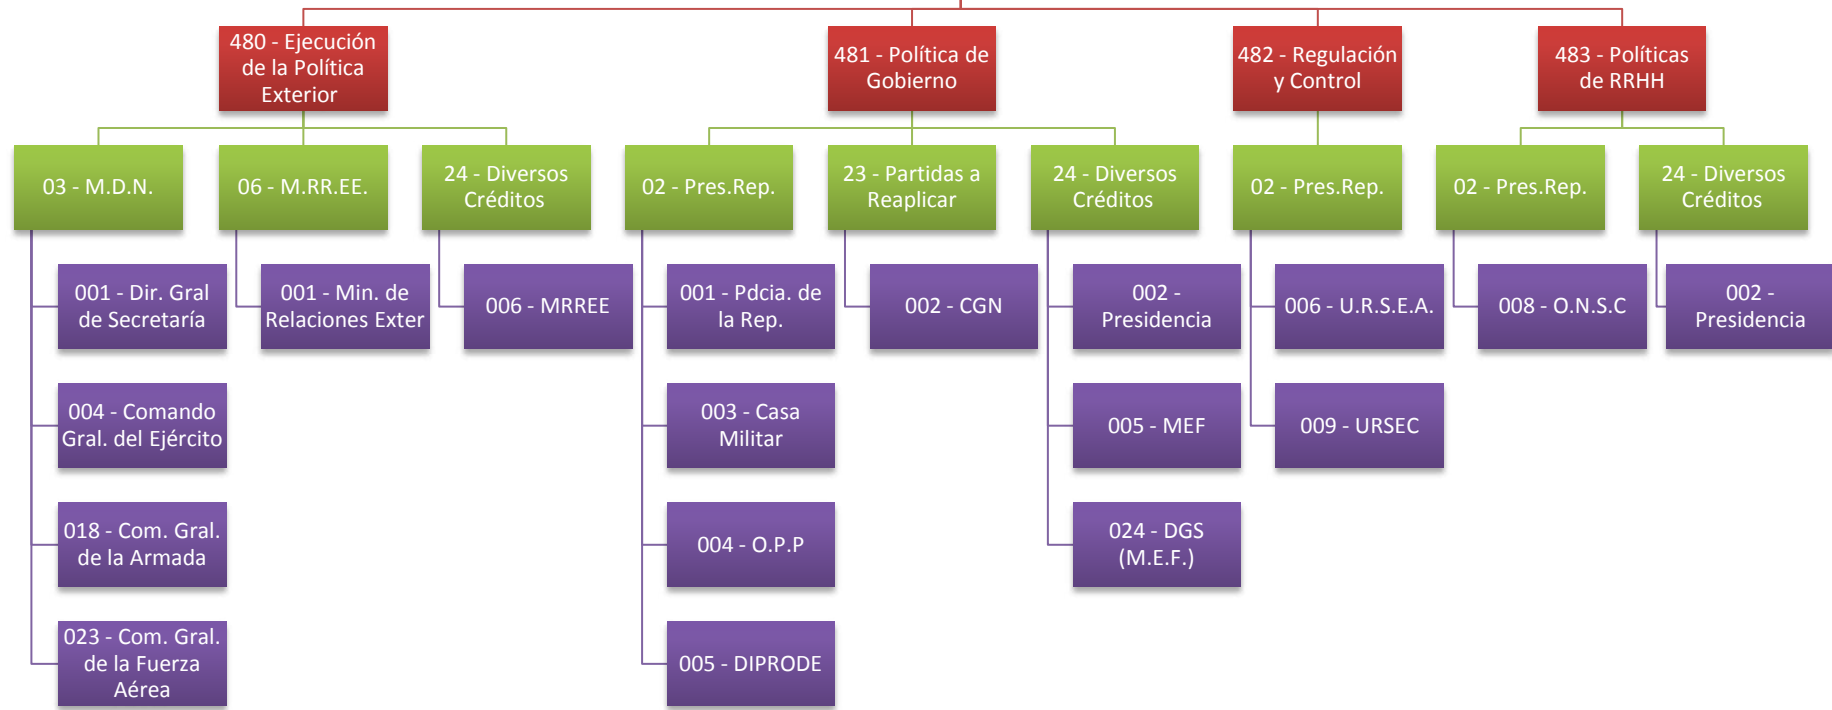 480 - Ejecución
de la Política
Exterior
481 - Política de
Gobierno
482 - Regulación
y Control
483 - Políticas
de RRHH
03 - M.D.N.
06 - M.RR.EE.
24 - Diversos
Créditos
02 - Pres.Rep.
23 - Partidas a
Reaplicar
24 - Diversos
Créditos
02 - Pres.Rep.
02 - Pres.Rep.
24 - Diversos
Créditos
001 - Dir. Gral
de Secretaría
001 - Min. de
Relaciones Exter
006 - MRREE
001 - Pdcia. de
la Rep.
002 - CGN
002 -
Presidencia
006 - U.R.S.E.A.
008 - O.N.S.C
002 -
Presidencia
004 - Comando
Gral. del Ejército
003 - Casa
Militar
005 - MEF
009 - URSEC
018 - Com. Gral.
de la Armada
004 - O.P.P
024 - DGS
(M.E.F.)
023 - Com. Gral.
de la Fuerza
Aérea
005 - DIPRODE